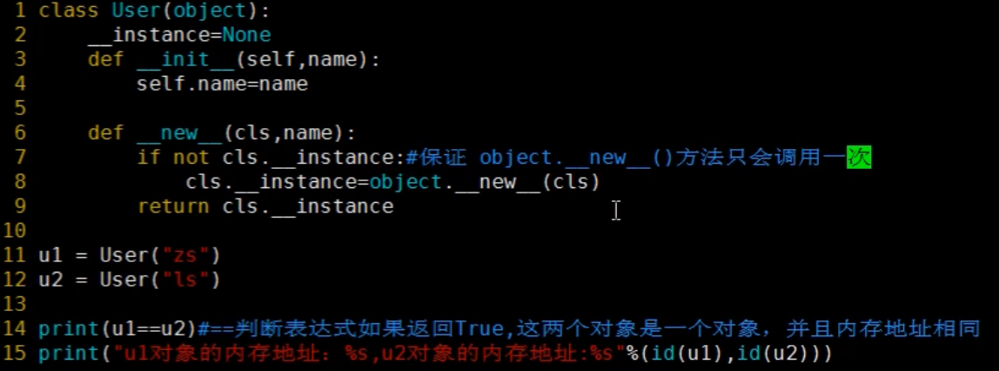 1 class User(object):
2     __instance=None
3     def __init__(self,name):
4         self.name=name
5
6     def __new__(cls,name):
7         if not cls.__instance:#保证 object.__new__()方法只会调用一次
8             cls.__instance=object.__new__(cls)
9         return cls.__instance
10
11 u1 = User("zs")
12 u2 = User("ls")
13
14 print(u1==u2)#==判断表达式如果返回True,这两个对象是一个对象，并且内存地址相同
15 print("u1对象的内存地址：%s,u2对象的内存地址:%s"%(id(u1),id(u2)))